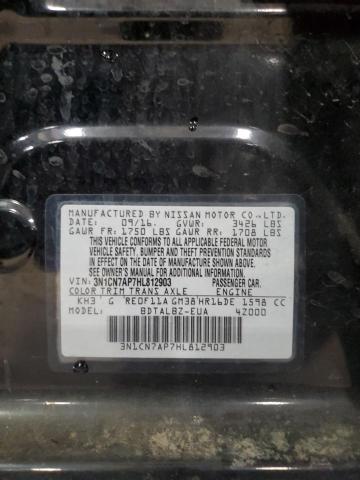 MANUFACTURED BY NISSAN MOTOR CO.,LTD.
DATE: 09/16. GVWR: 3426 LBS
GAWR FR: 1750 LBS GAWR RR: 1708 LBS
THIS VEHICLE CONFORMS TO ALL APPLICABLE FEDERAL MOTOR
VEHICLE SAFETY, BUMPER AND THEFT PREVENTION STANDARDS
IN EFFECT ON THE DATE OF MANUFACTURE SHOWN ABOVE.
SEE OWNER'S MANUAL FOR ADDITIONAL INFORMATION.
VIN: 3N1CN7AP7HL812903 PASSENGER CAR.
COLOR TRIM TRANS AXLE ENGINE
KH3 G RE0F11A GM38 HR16DE 1598 CC
MODEL: BDTALBZ-EUA 4Z000
3N1CN7AP7HL812903